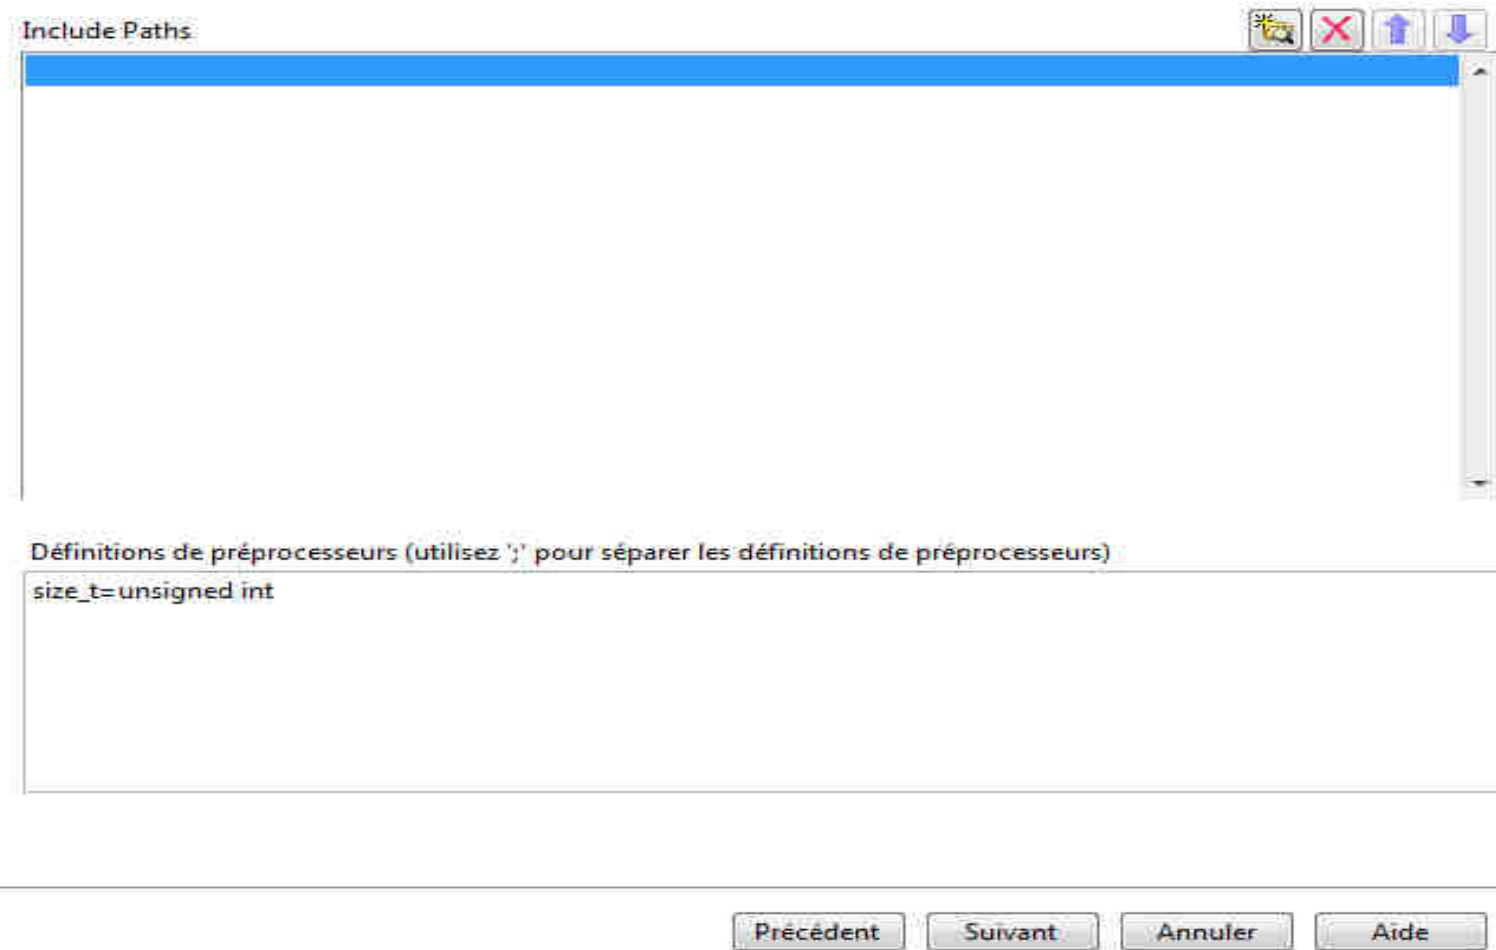 Include Paths
Définitions de préprocesseurs (utilisez ';' pour séparer les définitions de préprocesseurs)
size_t=unsigned int
Précédent Suivant Annuler Aide